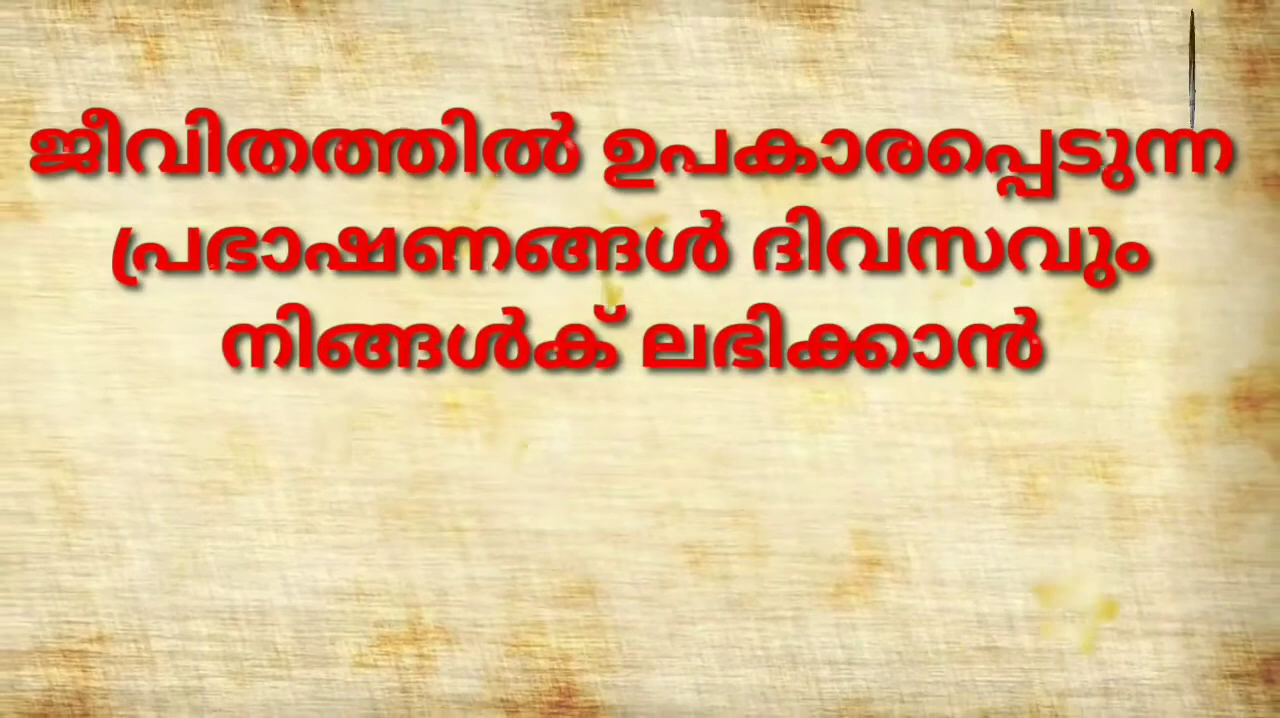 ജീവിതത്തിൽ ഉപകാരപ്പെടുന്ന
പ്രഭാഷണങ്ങൾ ദിവസവും
നിങ്ങൾക് ലഭിക്കാൻ